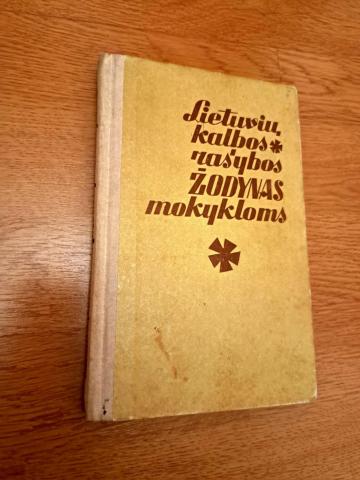 Lietuvių
kalbos *
rašybos
ŽODYNAS
mokykloms